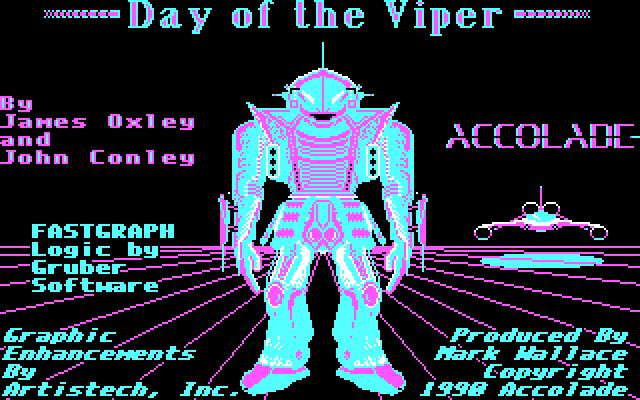 Day of the Viper
By
James Oxley
and
John Conley
ACCOLADE
FASTGRAPH
Logic by
Gruber
Software
Graphic
Enhancements
By
Artistech, Inc.
Produced By
Mark Wallace
Copyright
1990 Accolade